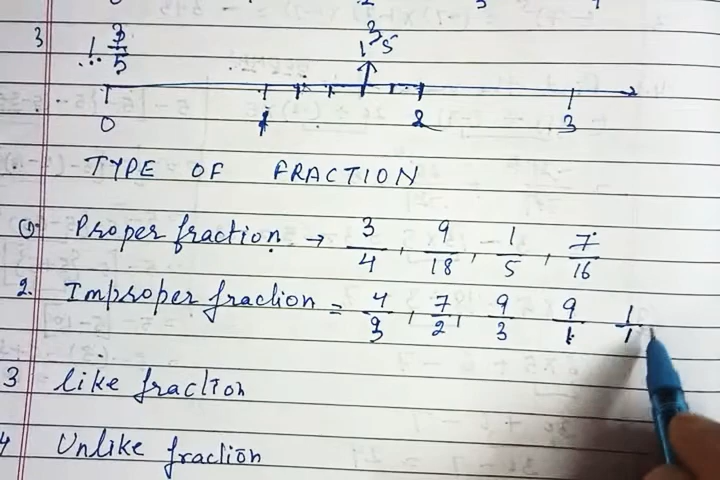 3 1 3/5 1 3/5
0 1 2 3
TYPE OF FRACTION
① Proper fraction → 3/4, 9/18, 1/5, 7/16
2. Improper fraction = 4/3, 7/2, 9/3 9/1 1/1
3 like fraction
4 Unlike fraction